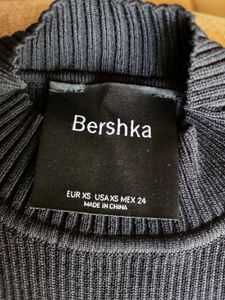 Bershka
EUR XS USA XS MEX 24
MADE IN CHINA